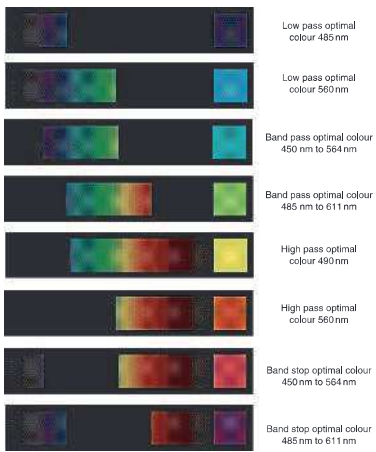 Low pass optimal
colour 485 nm
Low pass optimal
colour 560 nm
Band pass optimal colour
450 nm to 564 nm
Band pass optimal colour
485 nm to 611 nm
High pass optimal
colour 490 nm
High pass optimal
colour 560 nm
Band stop optimal colour
450 nm to 564 nm
Band stop optimal colour
485 nm to 611 nm